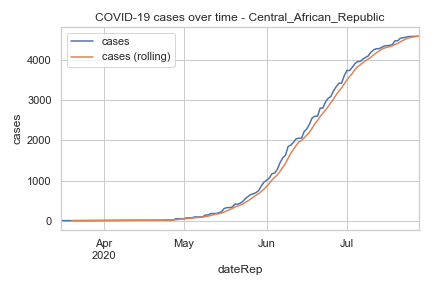 COVID-19 cases over time - Central_African_Republic
cases
cases (rolling)
4000
3000
2000
1000
0
cases
Apr
2020
May
Jun
Jul
dateRep